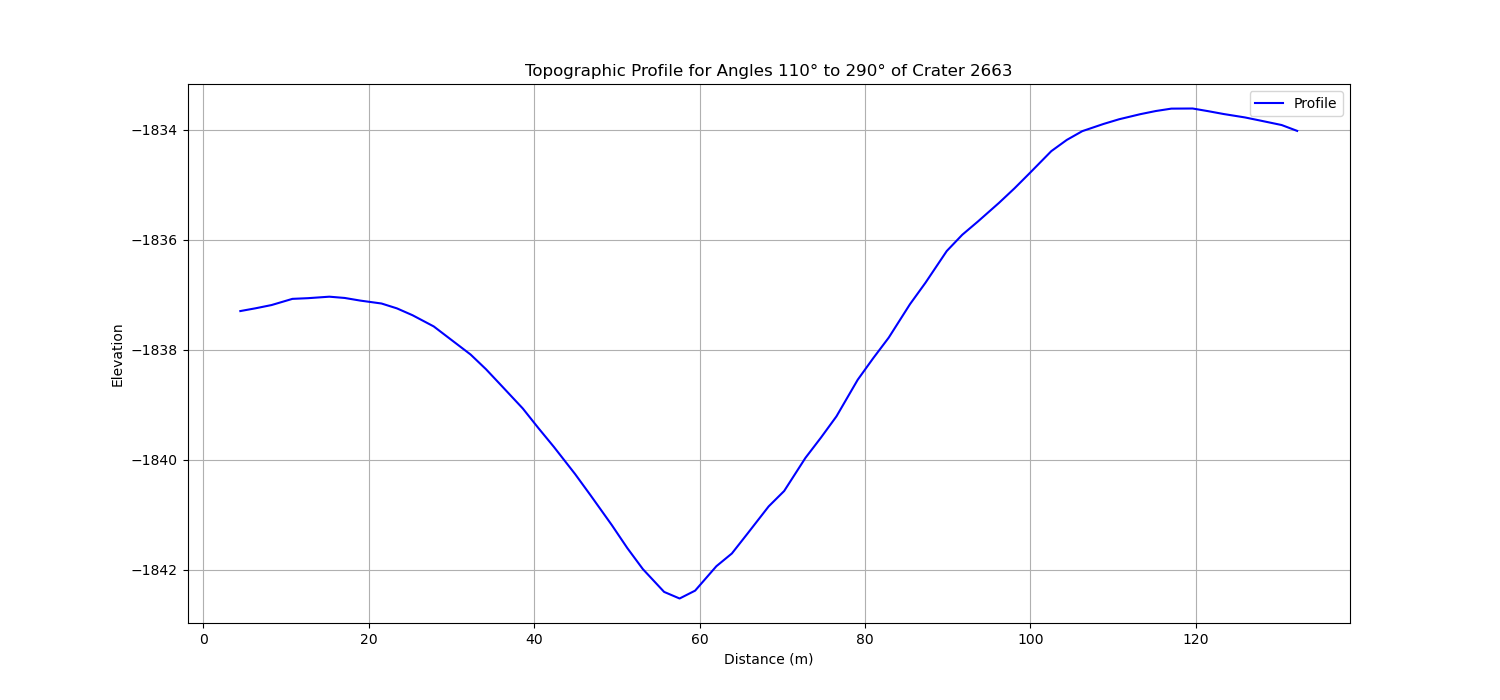 Topographic Profile for Angles 110° to 290° of Crater 2663
Profile
−1834
−1836
−1838
−1840
−1842
Elevation
0 20 40 60 80 100 120
Distance (m)